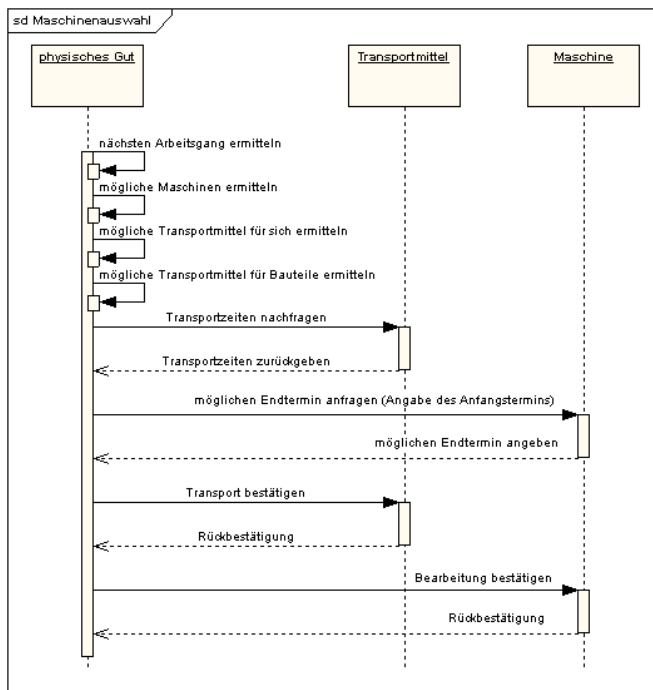 sd Maschinenauswahl
physisches Gut
Transportmittel
Maschine
nächsten Arbeitsgang ermitteln
mögliche Maschinen ermitteln
mögliche Transportmittel für sich ermitteln
mögliche Transportmittel für Bauteile ermitteln
Transportzeiten nachfragen
Transportzeiten zurückgeben
möglichen Endtermin anfragen (Angabe des Anfangstermins)
möglichen Endtermin angeben
Transport bestätigen
Rückbestätigung
Bearbeitung bestätigen
Rückbestätigung